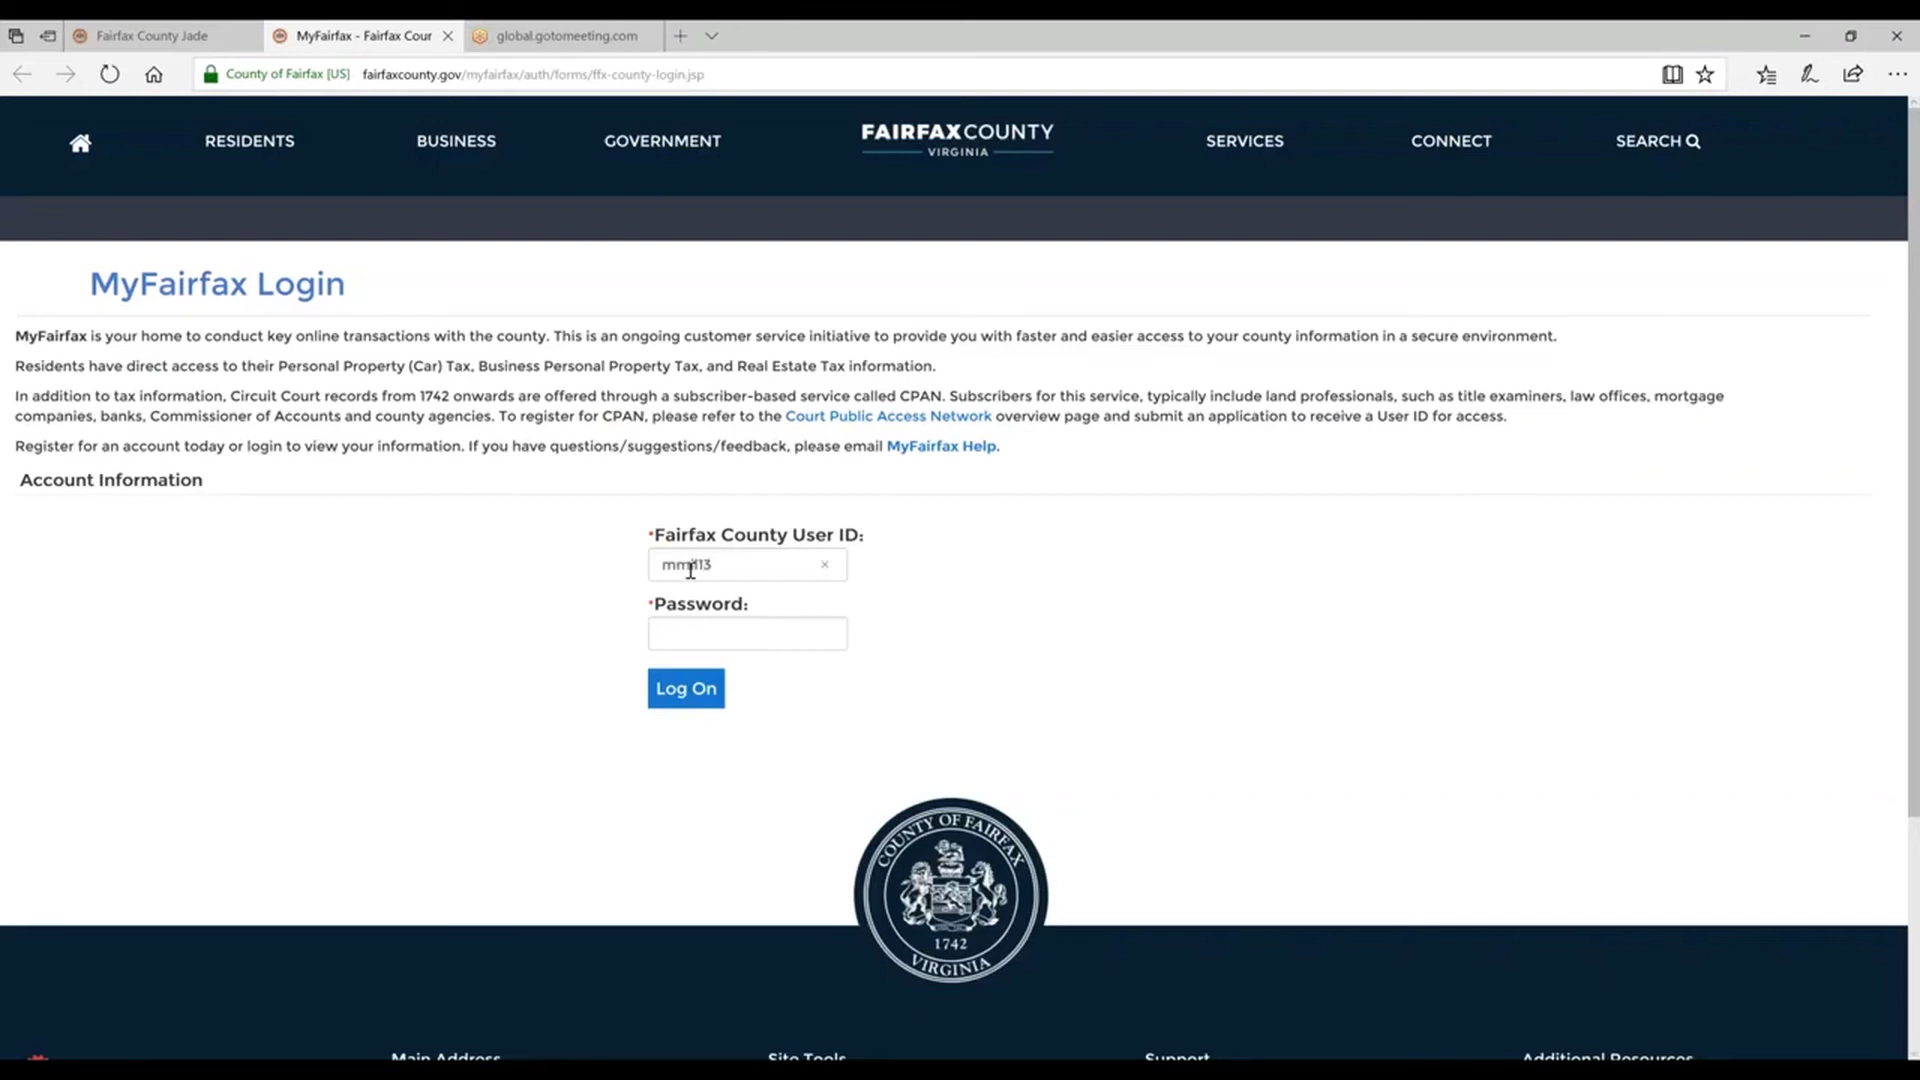 Fairfax County Jade
MyFairfax - Fairfax Cour
global.gotomeeting.com
County of Fairfax [US]
fairfaxcounty.gov/myfairfax/auth/forms/ffx-county-login.jsp
RESIDENTS
BUSINESS
GOVERNMENT
FAIRFAX COUNTY
VIRGINIA
SERVICES
CONNECT
SEARCH
MyFairfax Login
MyFairfax is your home to conduct key online transactions with the county. This is an ongoing customer service initiative to provide you with faster and easier access to your county information in a secure environment.
Residents have direct access to their Personal Property (Car) Tax, Business Personal Property Tax, and Real Estate Tax information.
In addition to tax information, Circuit Court records from 1742 onwards are offered through a subscriber-based service called CPAN. Subscribers for this service, typically include land professionals, such as title examiners, law offices, mortgage
companies, banks, Commissioner of Accounts and county agencies. To register for CPAN, please refer to the Court Public Access Network overview page and submit an application to receive a User ID for access.
Register for an account today or login to view your information. If you have questions/suggestions/feedback, please email MyFairfax Help.
Account Information
*Fairfax County User ID:
*Password:
Log On
COUNTY OF FAIRFAX
1742
VIRGINIA
Main Address
Site Tools
Support
Additional Resources